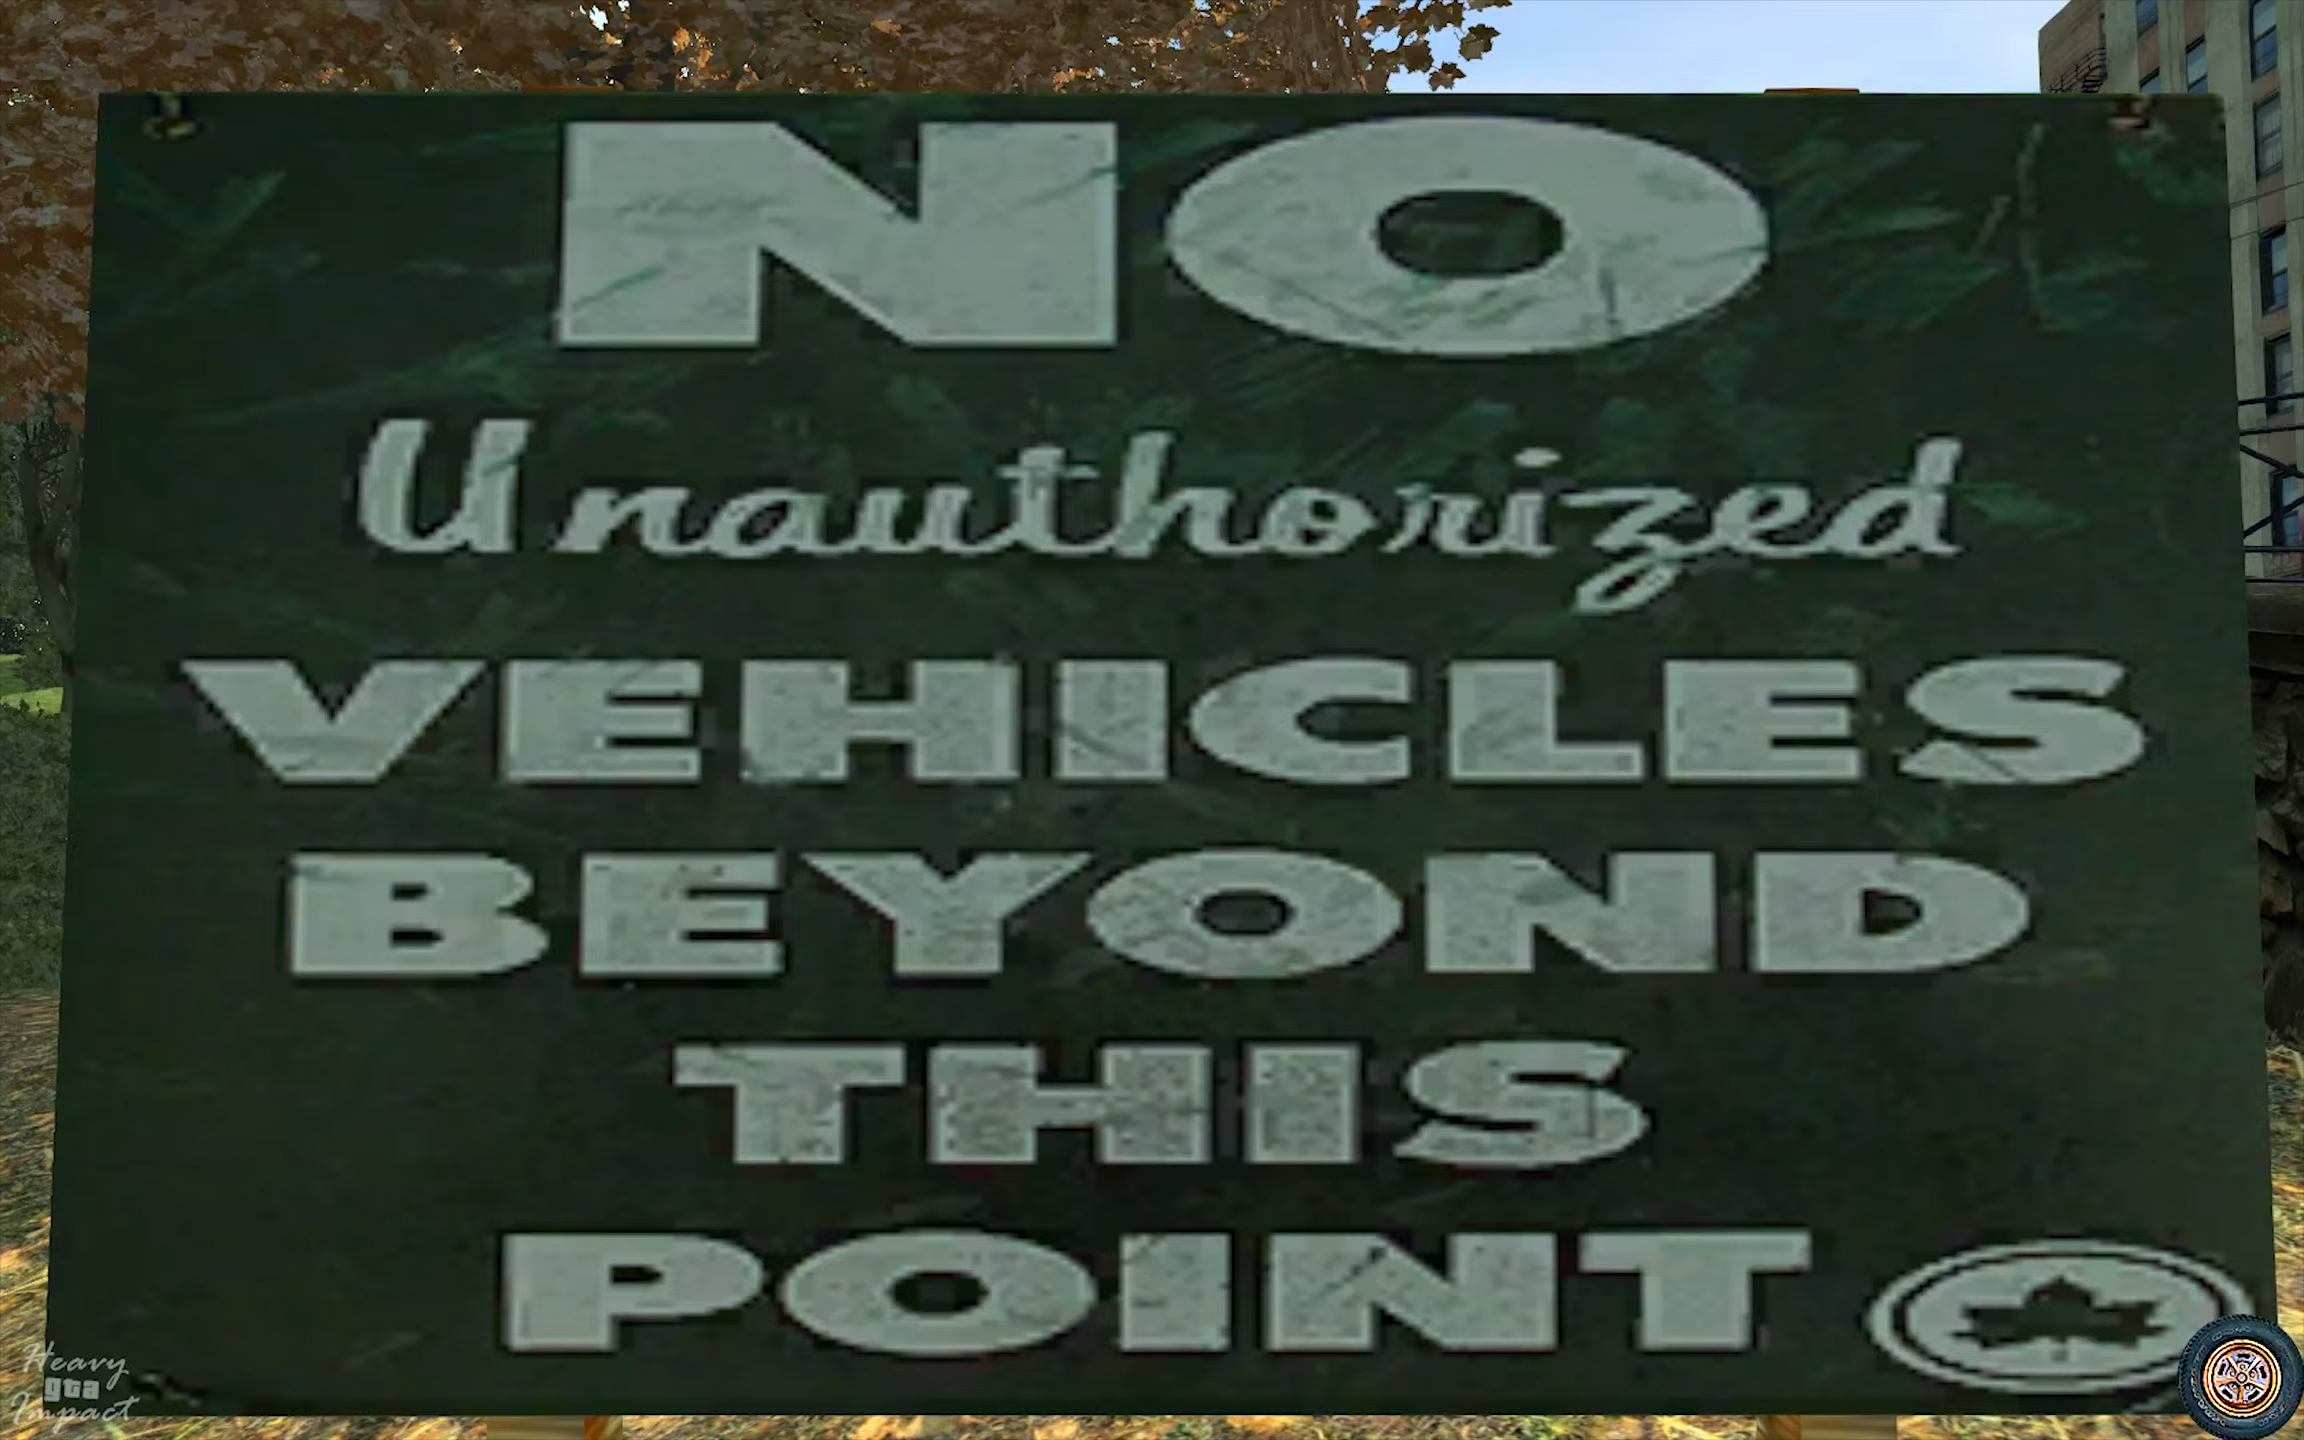 NO
Unauthorized
VEHICLES
BEYOND
THIS
POINT
Heavy
gta
Impact